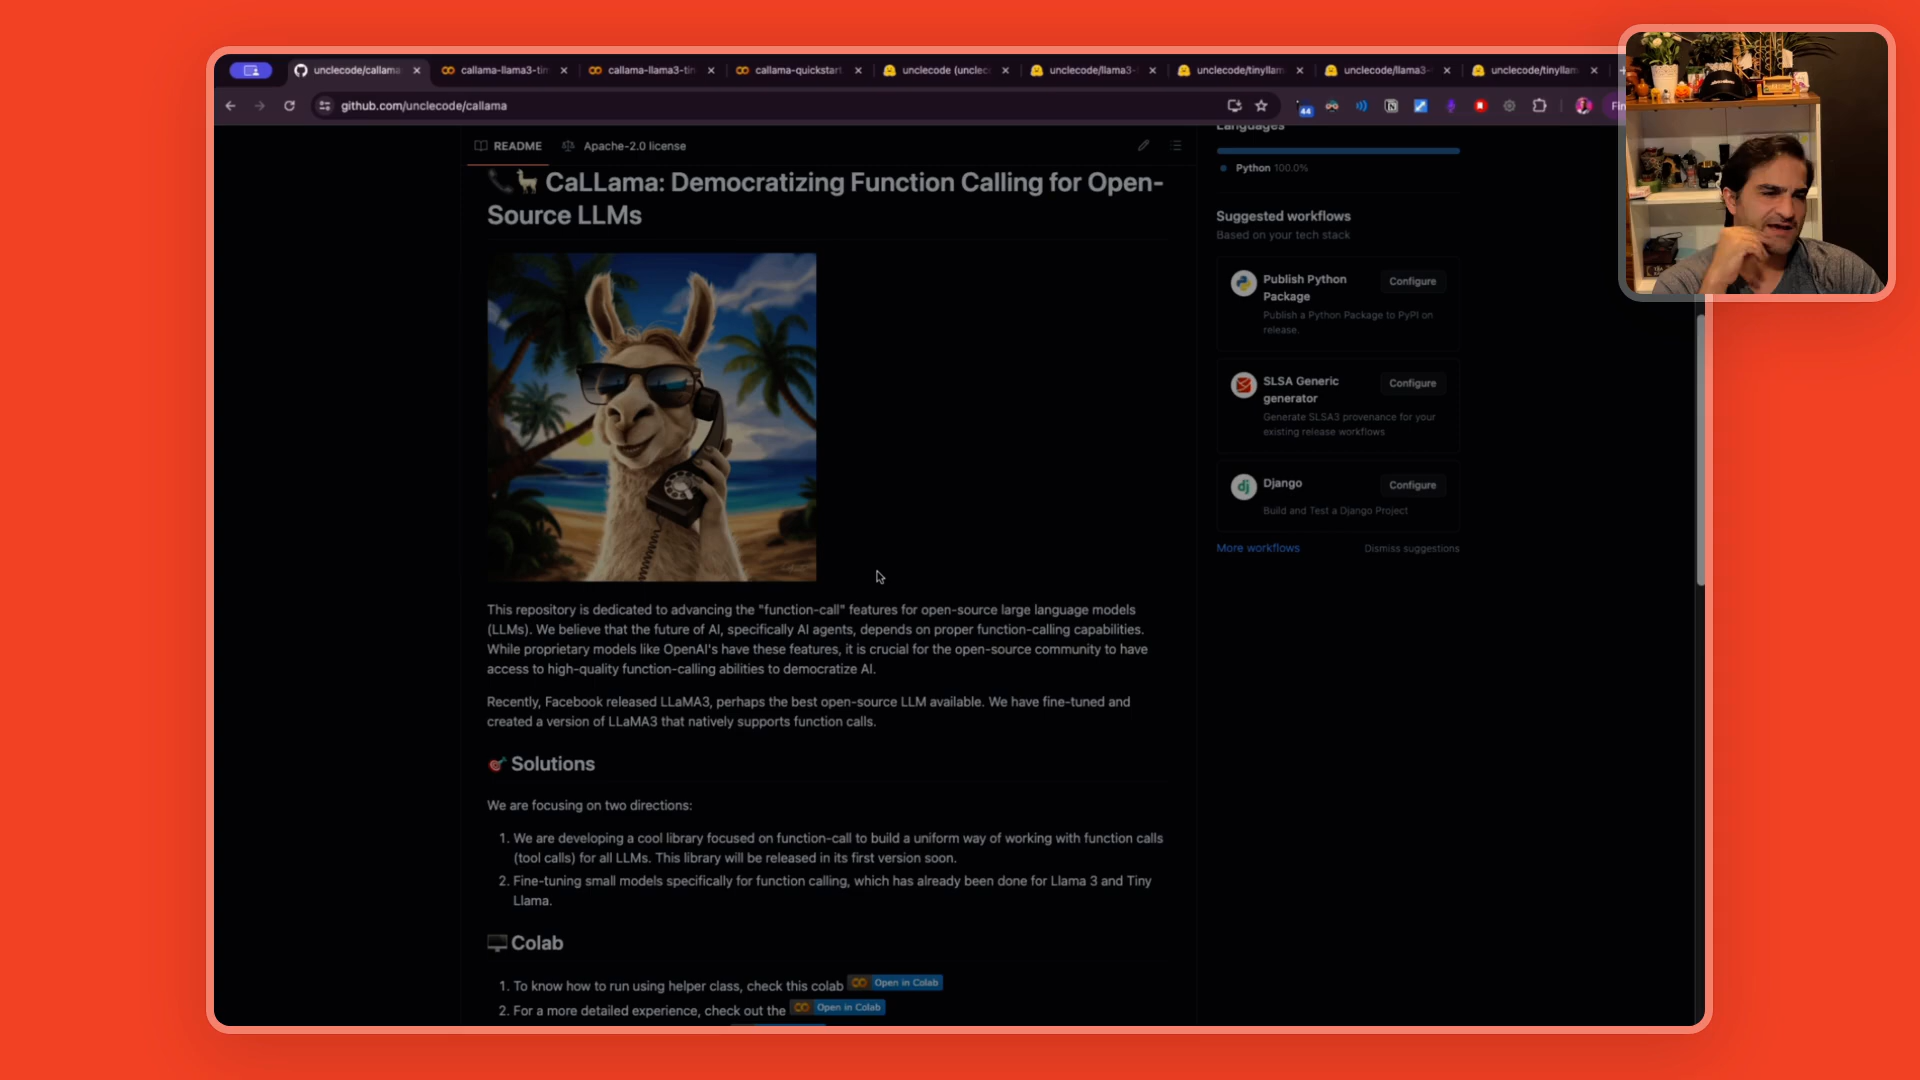 unclecode/callama
callama-llama3-tin
callama-llama3-tin
callama-quickstart.
unclecode (unclec
unclecode/llama3-
unclecode/tinyllam
unclecode/llama3-
unclecode/tinyllam
github.com/unclecode/callama
44
Fin
README
Apache-2.0 license
CaLLama: Democratizing Function Calling for Open-
Source LLMs
This repository is dedicated to advancing the "function-call" features for open-source large language models
(LLMs). We believe that the future of AI, specifically AI agents, depends on proper function-calling capabilities.
While proprietary models like OpenAI's have these features, it is crucial for the open-source community to have
access to high-quality function-calling abilities to democratize AI.
Recently, Facebook released LLaMA3, perhaps the best open-source LLM available. We have fine-tuned and
created a version of LLaMA3 that natively supports function calls.
Solutions
We are focusing on two directions:
1. We are developing a cool library focused on function-call to build a uniform way of working with function calls
(tool calls) for all LLMs. This library will be released in its first version soon.
2. Fine-tuning small models specifically for function calling, which has already been done for Llama 3 and Tiny
Llama.
Colab
1. To know how to run using helper class, check this colab Open in Colab
2. For a more detailed experience, check out the Open in Colab
Languages
Python 100.0%
Suggested workflows
Based on your tech stack
Publish Python
Package
Configure
Publish a Python Package to PyPI on
release.
SLSA Generic
generator
Configure
Generate SLSA3 provenance for your
existing release workflows
dj
Django
Configure
Build and Test a Django Project
More workflows
Dismiss suggestions